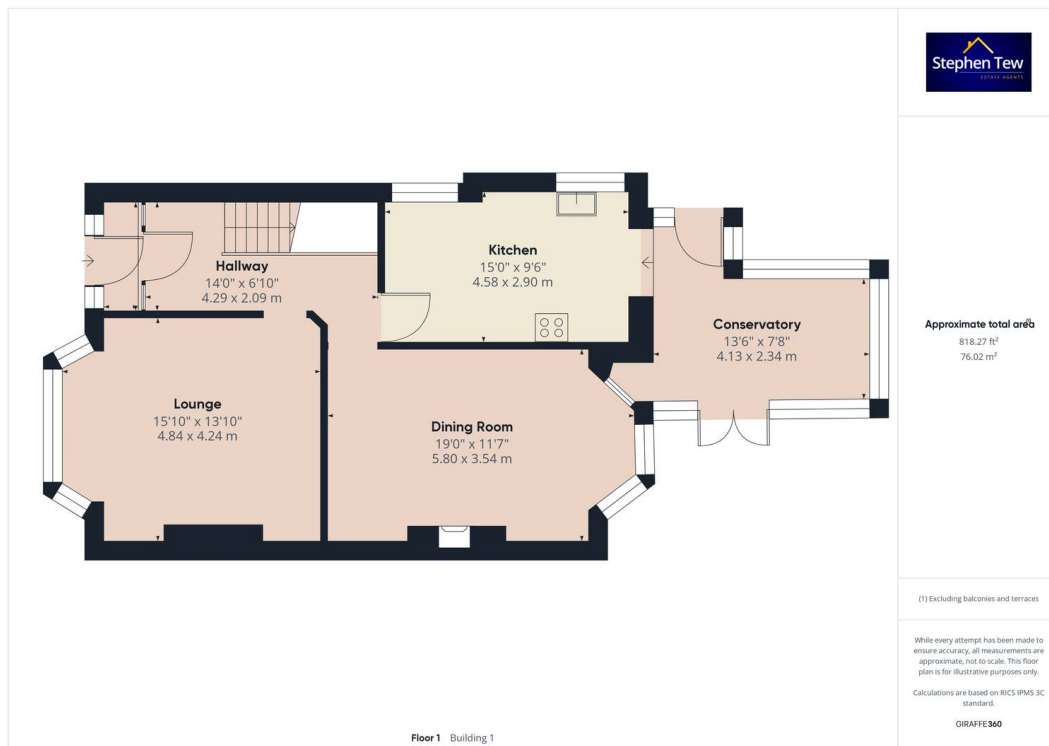 Stephen Tew
ESTATE AGENTS
Kitchen
15'0" x 9'6"
4.58 x 2.90 m
Hallway
14'0" x 6'10"
4.29 x 2.09 m
Conservatory
13'6" x 7'8"
4.13 x 2.34 m
Lounge
15'10" x 13'10"
4.84 x 4.24 m
Dining Room
19'0" x 11'7"
5.80 x 3.54 m
Approximate total area(1)
818.27 ft²
76.02 m²
(1) Excluding balconies and terraces
While every attempt has been made to
ensure accuracy, all measurements are
approximate, not to scale. This floor
plan is for illustrative purposes only.
Calculations are based on RICS IPMS 3C
standard.
GIRAFFE360
Floor 1 Building 1